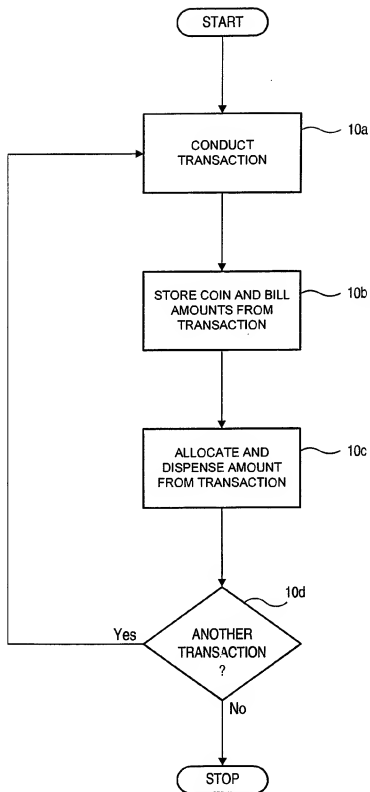 START
CONDUCT
TRANSACTION
10a
STORE COIN AND BILL
AMOUNTS FROM
TRANSACTION
10b
ALLOCATE AND
DISPENSE AMOUNT
FROM TRANSACTION
10c
10d
ANOTHER
TRANSACTION
?
Yes
No
STOP